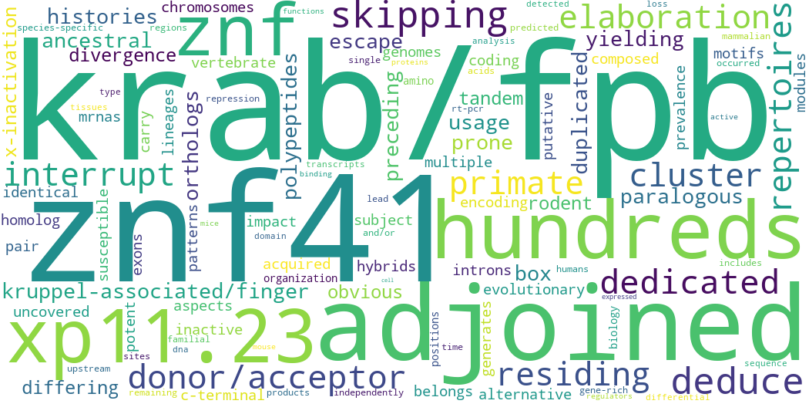 x-inactivation
histories
chromosomes
znf
functions
skipping
detected
loss
elaboration
repertoires
species-specific
regions
ancestral
divergence
vertebrate
escape
single
genomes
analysis
predicted
mammalian
yielding
coding
composed
motifs
occurred
modules
krab/fpb
tissues
type
repression
proteins
amino
acids
mrnas
carry
lineages
orthologs
polypeptides
preceding
tandem
usage
rt-pcr
prone
putative
duplicated
prevalence
active
interrupt
transcripts
binding
multiple
primate
cluster
identical
susceptible
znf41
mice
lead
encoding
rodent
paralogous
homolog
pair
exons
patterns
impact
domain
subject
and/or
hundreds
acquired
organization
hybrids
cell
introns
box
includes
kruppel-associated/finger
obvious
evolutionary
humans
dedicated
expressed
uncovered
potent
aspects
inactive
familial
dna
mouse
xp11.23
adjoined
positions
time
generates
biology
sequence
sites
upstream
donor/acceptor
residing
deduce
differing
remaining
c-terminal
products
independently
belongs
alternative
gene-rich
regulators
differential